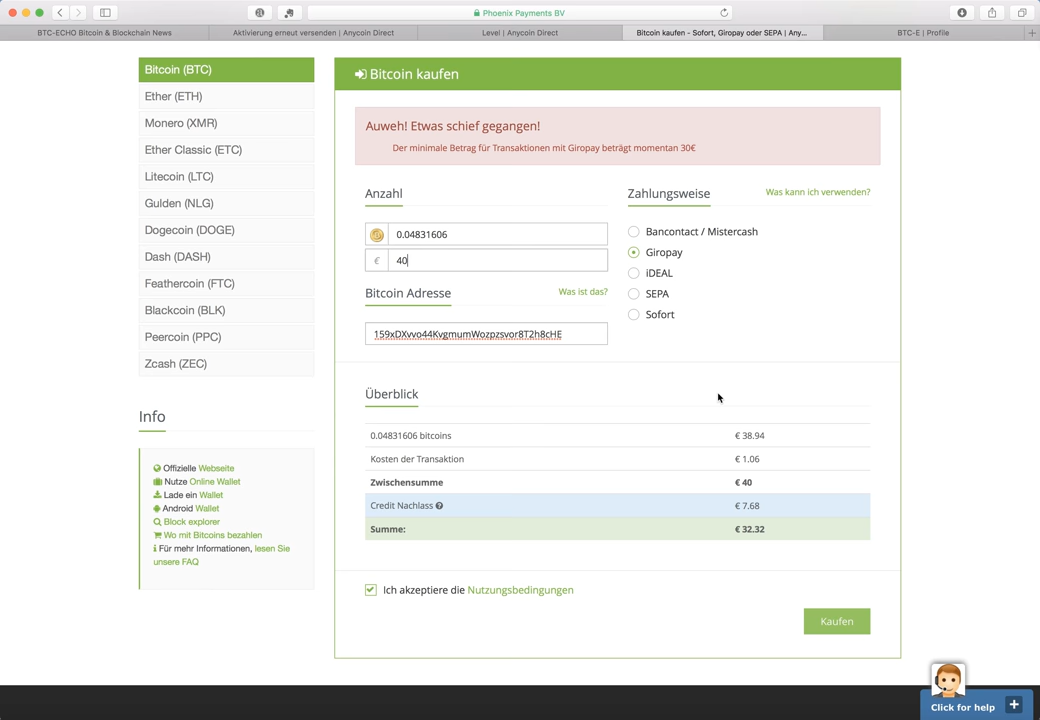 Phoenix Payments BV
BTC-ECHO Bitcoin & Blockchain News
Aktivierung erneut versenden | Anycoin Direct
Level | Anycoin Direct
Bitcoin kaufen - Sofort, Giropay oder SEPA | Any...
BTC-E | Profile
Bitcoin (BTC)
Ether (ETH)
Monero (XMR)
Ether Classic (ETC)
Litecoin (LTC)
Gulden (NLG)
Dogecoin (DOGE)
Dash (DASH)
Feathercoin (FTC)
Blackcoin (BLK)
Peercoin (PPC)
Zcash (ZEC)
Info
Offizielle Webseite
Nutze Online Wallet
Lade ein Wallet
Android Wallet
Block explorer
Wo mit Bitcoins bezahlen
Für mehr Informationen, lesen Sie
unsere FAQ
Bitcoin kaufen
Auweh! Etwas schief gegangen!
Der minimale Betrag für Transaktionen mit Giropay beträgt momentan 30€
Anzahl
0.04831606
€ 40
Bitcoin Adresse
Was ist das?
159xDXvvo44KvgmumWozpzsvor8T2h8cHE
Zahlungsweise
Was kann ich verwenden?
Bancontact / Mistercash
Giropay
iDEAL
SEPA
Sofort
Überblick
0.04831606 bitcoins € 38.94
Kosten der Transaktion € 1.06
Zwischensumme € 40
Credit Nachlass € 7.68
Summe: € 32.32
Ich akzeptiere die Nutzungsbedingungen
Kaufen
Click for help